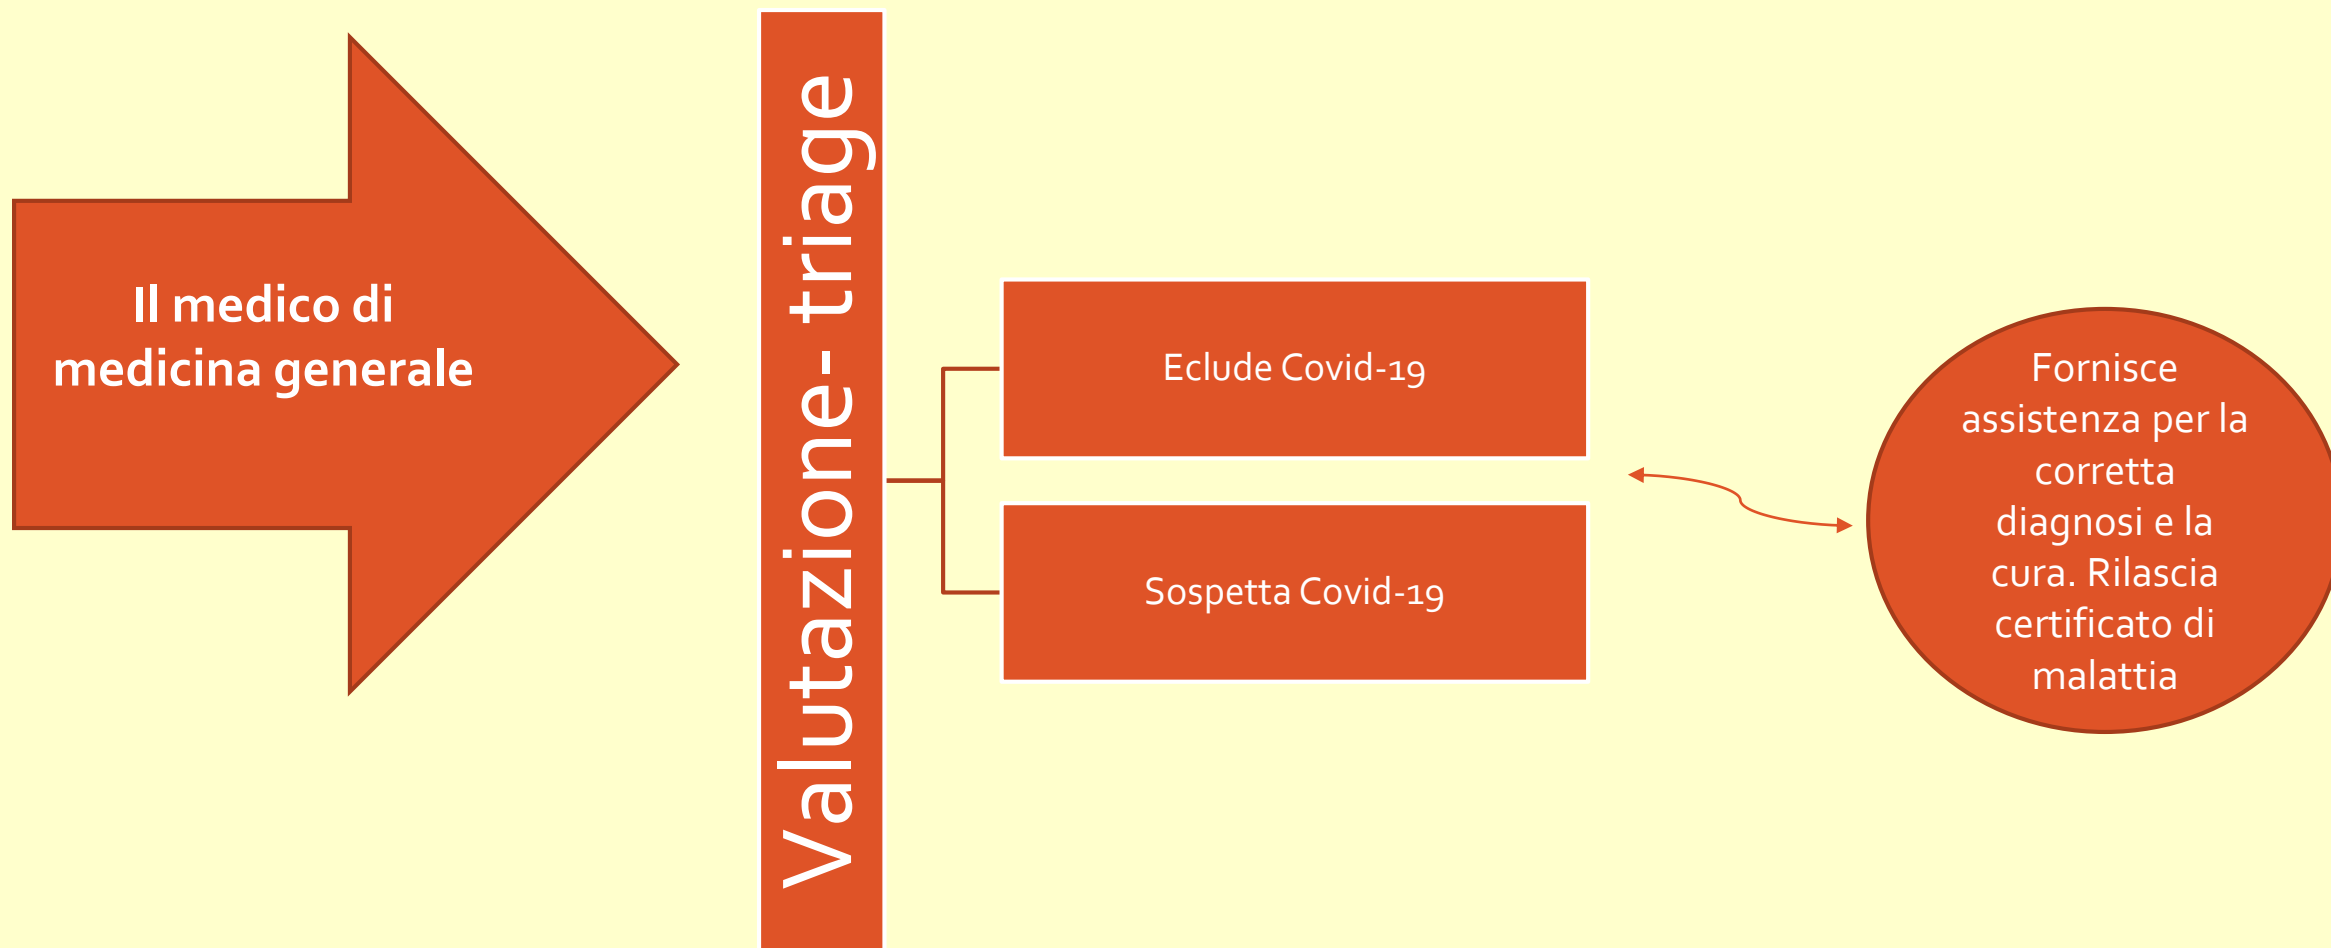 Il medico di
medicina generale
Valutazione- triage
Eclude Covid-19
Sospetta Covid-19
Fornisce
assistenza per la
corretta
diagnosi e la
cura. Rilascia
certificato di
malattia